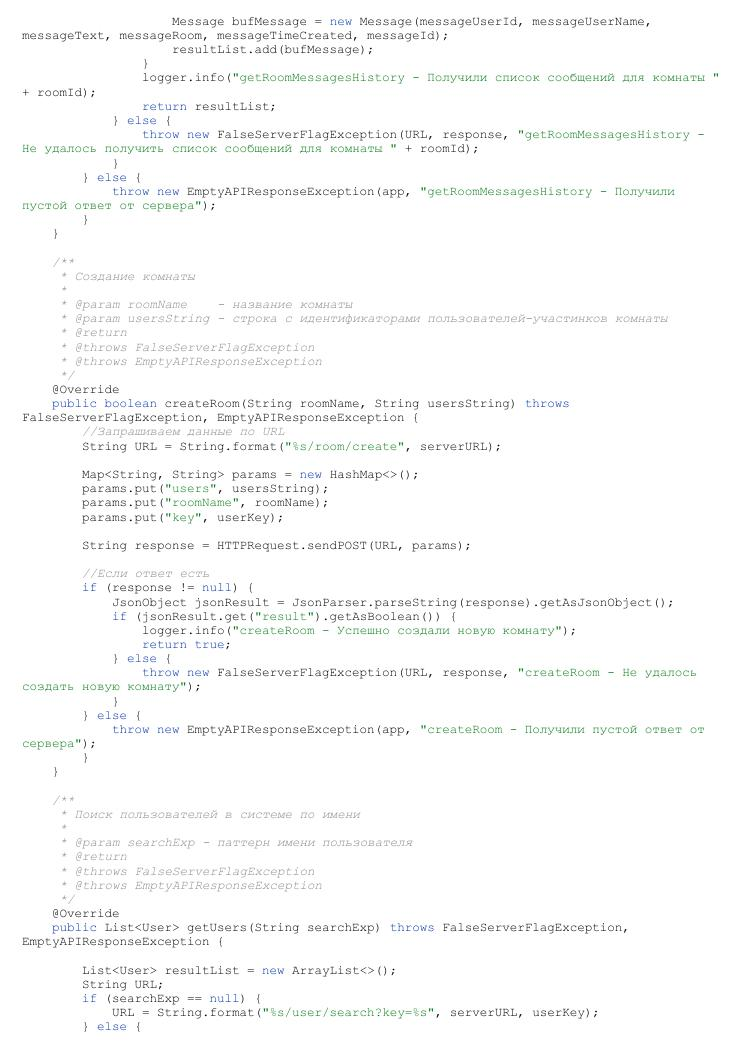 Message bufMessage = new Message(messageUserId, messageUserName,
messageText, messageRoom, messageTimeCreated, messageId);
                    resultList.add(bufMessage);
                }
                logger.info("getRoomMessagesHistory - Получили список сообщений для комнаты "
+ roomId);
                return resultList;
            } else {
                throw new FalseServerFlagException(URL, response, "getRoomMessagesHistory -
Не удалось получить список сообщений для комнаты " + roomId);
            }
        } else {
            throw new EmptyAPIResponseException(app, "getRoomMessagesHistory - Получили
пустой ответ от сервера");
        }
    }

    /**
     * Создание комнаты
     *
     * @param roomName    - название комнаты
     * @param usersString - строка с идентификаторами пользователей-участинков комнаты
     * @return
     * @throws FalseServerFlagException
     * @throws EmptyAPIResponseException
     */
    @Override
    public boolean createRoom(String roomName, String usersString) throws
FalseServerFlagException, EmptyAPIResponseException {
        //Запрашиваем данные по URL
        String URL = String.format("%s/room/create", serverURL);

        Map<String, String> params = new HashMap<>();
        params.put("users", usersString);
        params.put("roomName", roomName);
        params.put("key", userKey);

        String response = HTTPRequest.sendPOST(URL, params);

        //Если ответ есть
        if (response != null) {
            JsonObject jsonResult = JsonParser.parseString(response).getAsJsonObject();
            if (jsonResult.get("result").getAsBoolean()) {
                logger.info("createRoom - Успешно создали новую комнату");
                return true;
            } else {
                throw new FalseServerFlagException(URL, response, "createRoom - Не удалось
создать новую комнату");
            }
        } else {
            throw new EmptyAPIResponseException(app, "createRoom - Получили пустой ответ от
сервера");
        }
    }

    /**
     * Поиск пользователей в системе по имени
     *
     * @param searchExp - паттерн имени пользователя
     * @return
     * @throws FalseServerFlagException
     * @throws EmptyAPIResponseException
     */
    @Override
    public List<User> getUsers(String searchExp) throws FalseServerFlagException,
EmptyAPIResponseException {

        List<User> resultList = new ArrayList<>();
        String URL;
        if (searchExp == null) {
            URL = String.format("%s/user/search?key=%s", serverURL, userKey);
        } else {